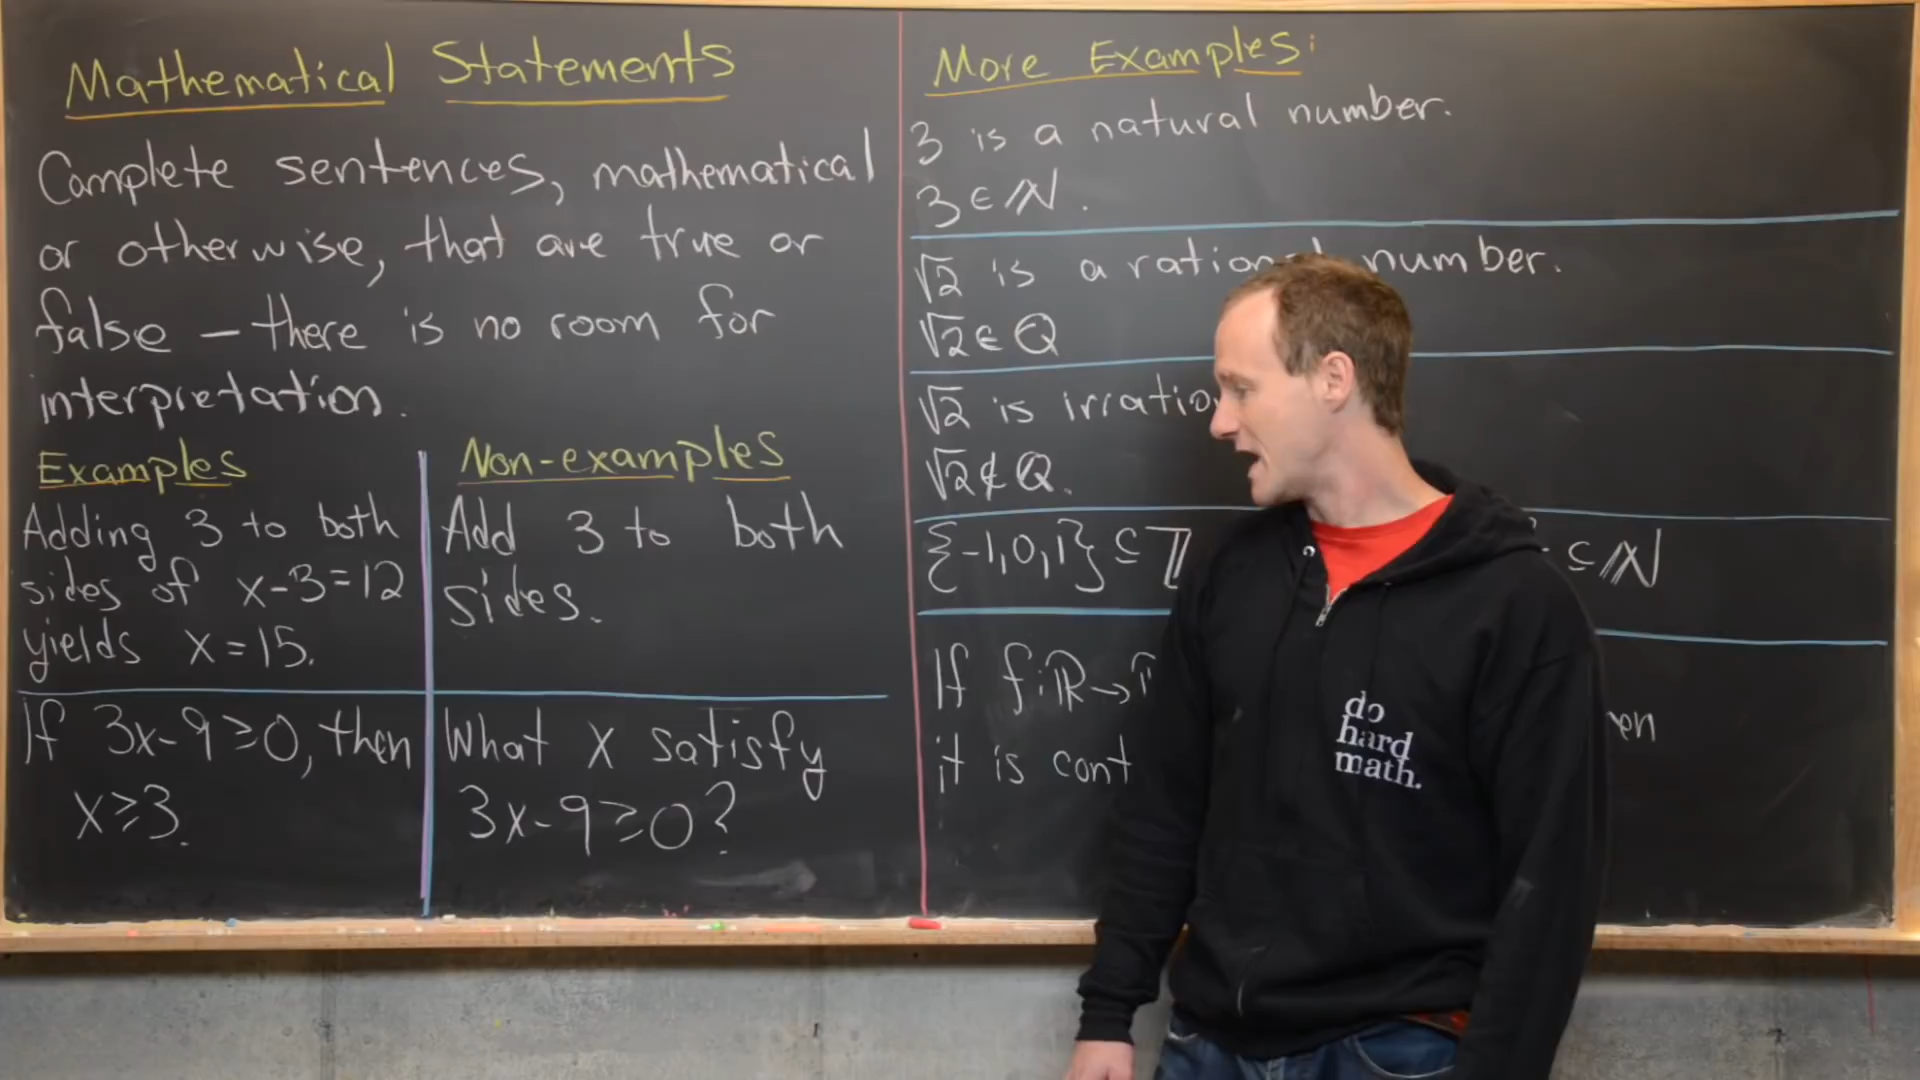 Mathematical Statements
Complete sentences, mathematical
or otherwise, that are true or
false – there is no room for
interpretation.
Examples
Adding 3 to both
sides of x-3=12
yields x=15.
If 3x-9≥0, then
x≥3.
Non-examples
Add 3 to both
sides.
What x satisfy
3x-9≥0?
More Examples:
3 is a natural number.
3∈ℕ.
√2 is a rational number.
√2∈ℚ
√2 is
√2∉ℚ.
{-1,0,1}⊆ℤ
⊆ℕ
If f:ℝ→
it is
do
hard
math.